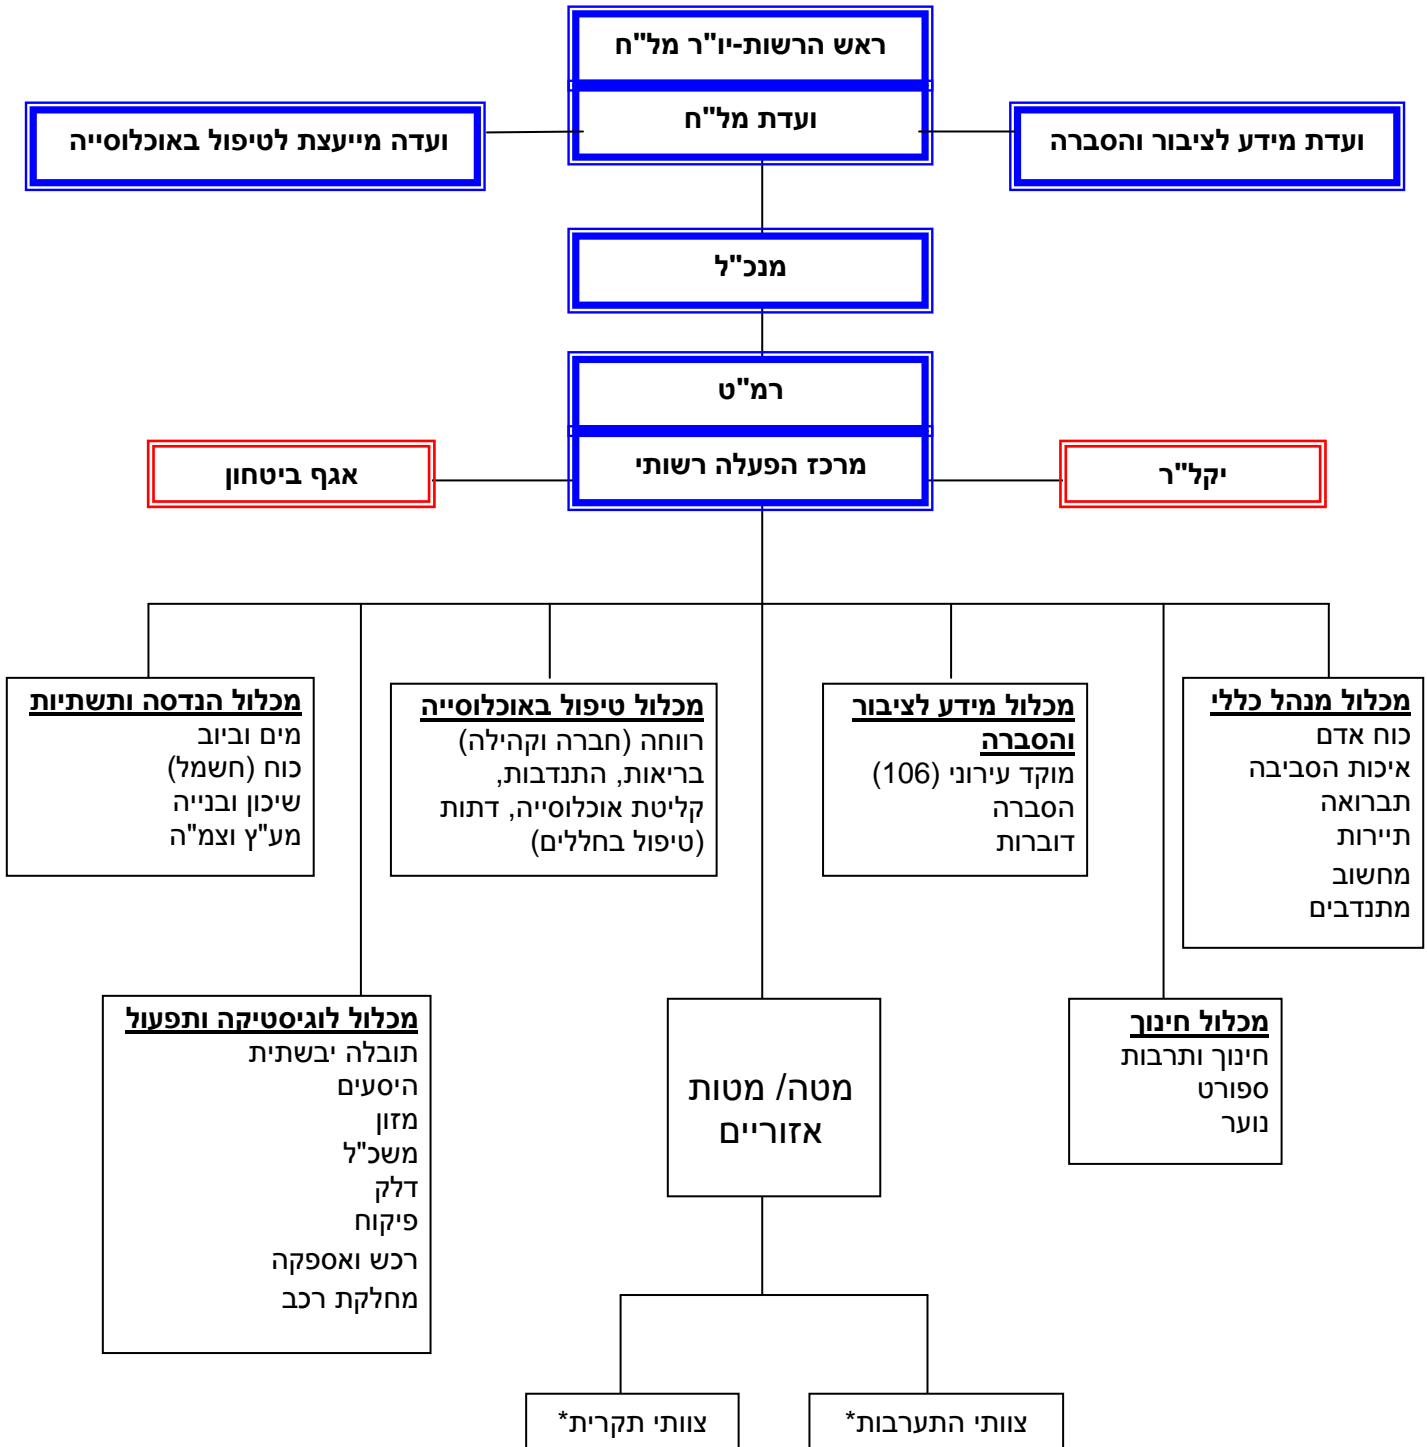 ראש הרשות-יו"ר מל"ח
ועדת מל"ח
ועדת מידע לציבור והסברה
ועדה מייעצת לטיפול באוכלוסייה
מנכ"ל
רמ"ט
מרכז הפעלה רשותי
יקל"ר
אגף ביטחון
מכלול מנהל כללי
כוח אדם
איכות הסביבה
תברואה
תיירות
מחשוב
מתנדבים
מכלול מידע לציבור
והסברה
מוקד עירוני (106)
הסברה
דוברות
מכלול טיפול באוכלוסייה
רווחה (חברה וקהילה)
בריאות, התנדבות,
קליטת אוכלוסייה, דתות
(טיפול בחללים)
מכלול הנדסה ותשתיות
מים וביוב
כוח (חשמל)
שיכון ובנייה
מע"ץ וצמ"ה
מכלול חינוך
חינוך ותרבות
ספורט
נוער
מטה/ מטות
אזוריים
מכלול לוגיסטיקה ותפעול
תובלה יבשתית
היסעים
מזון
משכ"ל
דלק
פיקוח
רכש ואספקה
מחלקת רכב
צוותי התערבות*
צוותי תקרית*